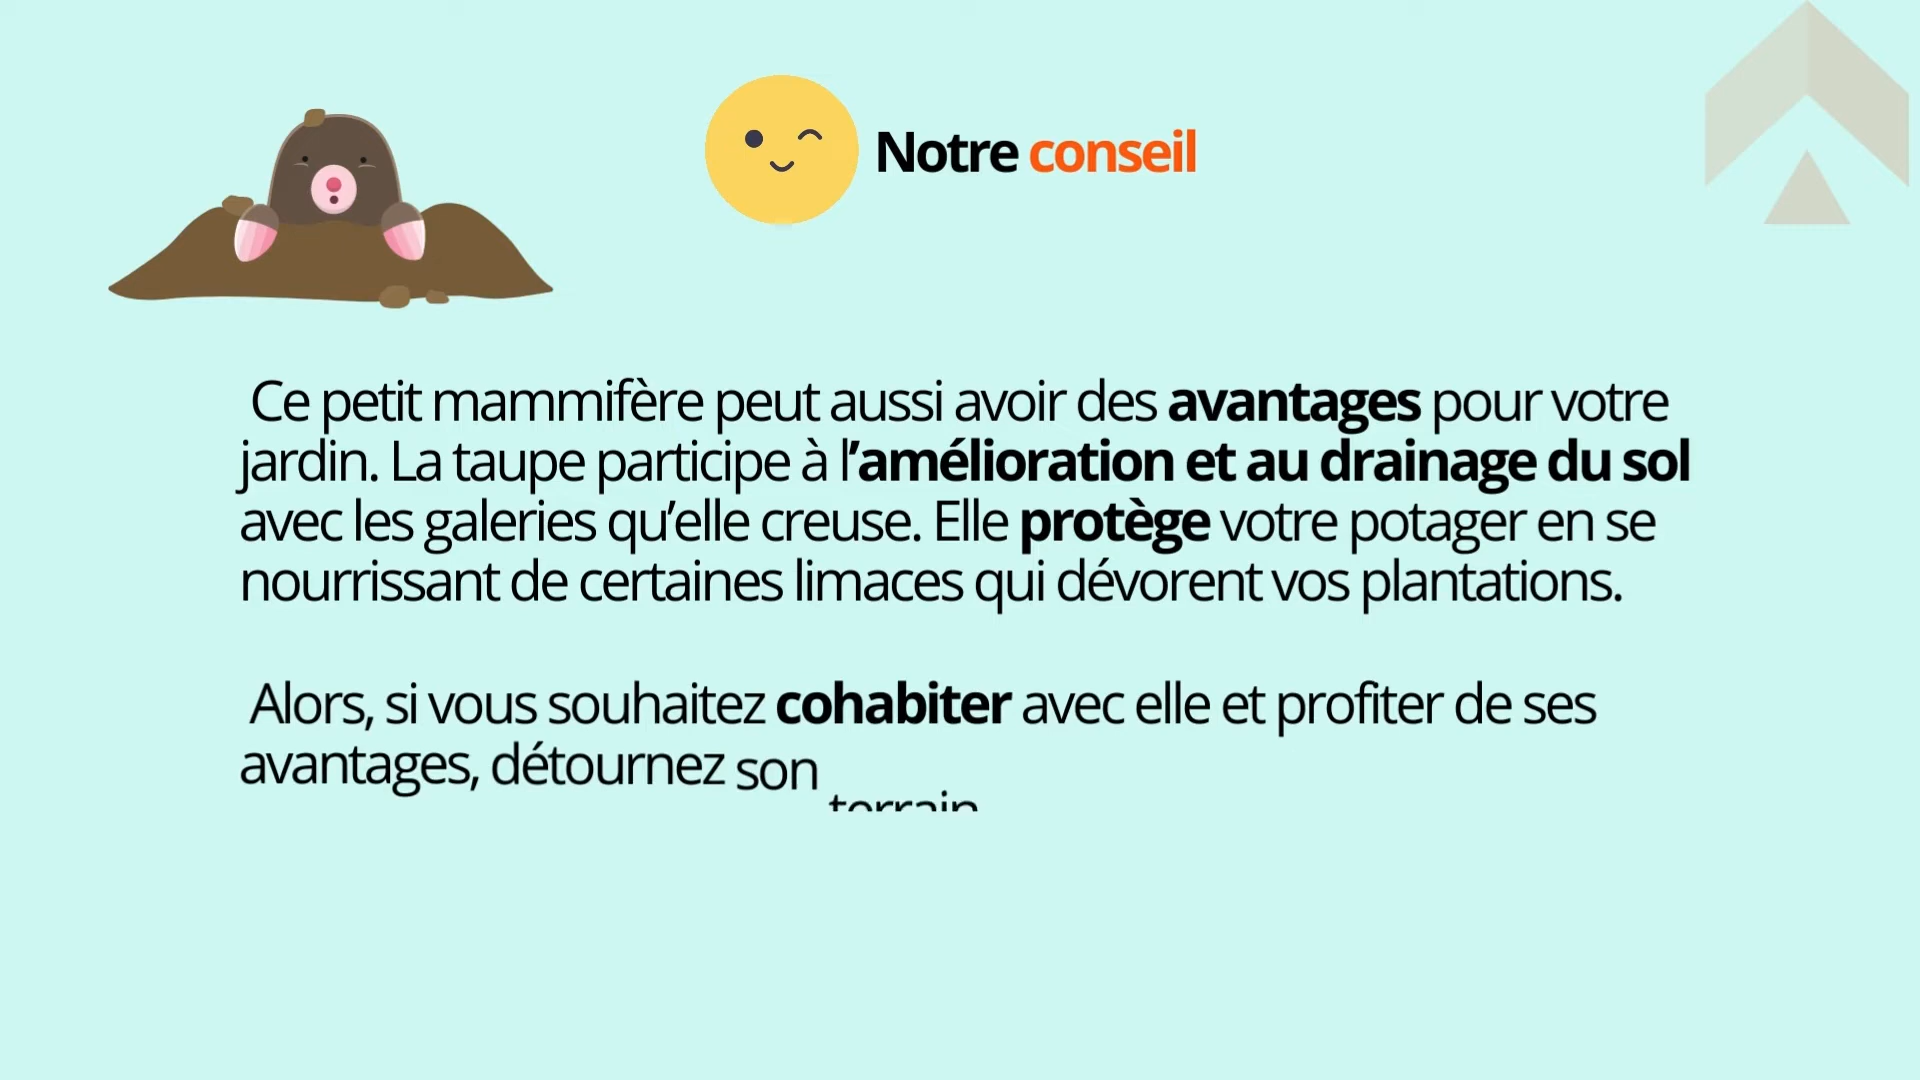 Notre conseil
Ce petit mammifère peut aussi avoir des avantages pour votre
jardin. La taupe participe à l’amélioration et au drainage du sol
avec les galeries qu’elle creuse. Elle protège votre potager en se
nourrissant de certaines limaces qui dévorent vos plantations.
Alors, si vous souhaitez cohabiter avec elle et profiter de ses
avantages, détournez son terrain